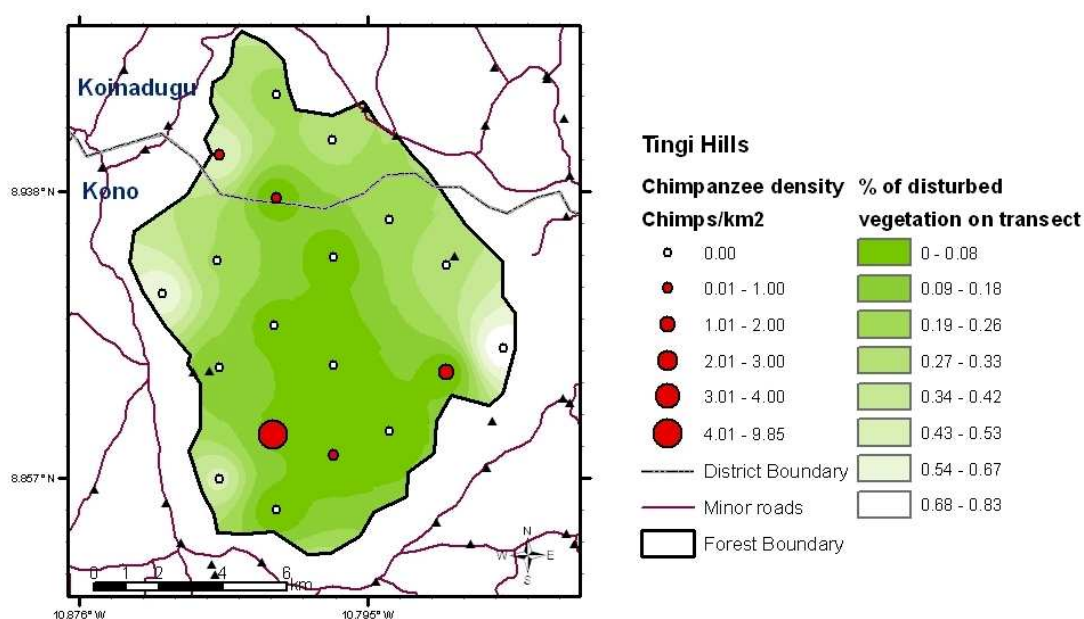 Koinadugu
8.938° N
Kono
8.857° N
N
W E
S
0 1 2 4 6
km
10.876° W 10.795° W
Tingi Hills
Chimpanzee density
Chimps/km2
0.00
0.01 - 1.00
1.01 - 2.00
2.01 - 3.00
3.01 - 4.00
4.01 - 9.85
District Boundary
Minor roads
Forest Boundary
% of disturbed
vegetation on transect
0 - 0.08
0.09 - 0.18
0.19 - 0.26
0.27 - 0.33
0.34 - 0.42
0.43 - 0.53
0.54 - 0.67
0.68 - 0.83